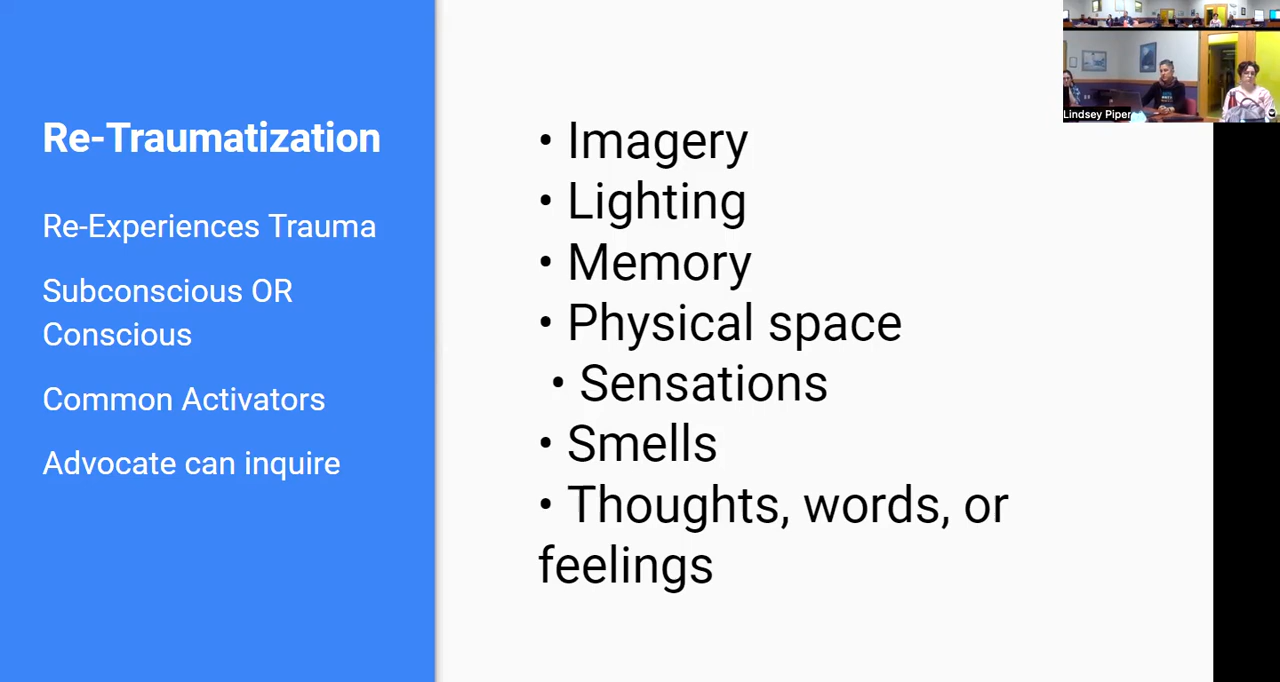 Re-Traumatization
Re-Experiences Trauma
Subconscious OR
Conscious
Common Activators
Advocate can inquire
• Imagery
• Lighting
• Memory
• Physical space
• Sensations
• Smells
• Thoughts, words, or
feelings
Lindsey Piper